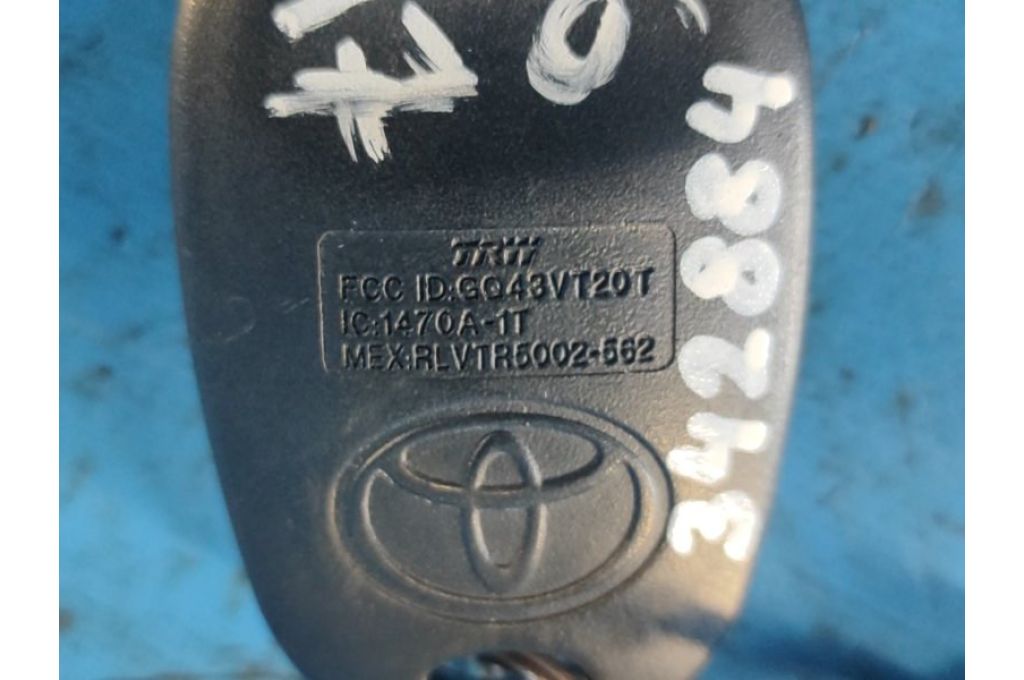 TRW
FCC ID:GQ43VT20T
IC:1470A-1T
MEX:RLVTR5002-562
342884